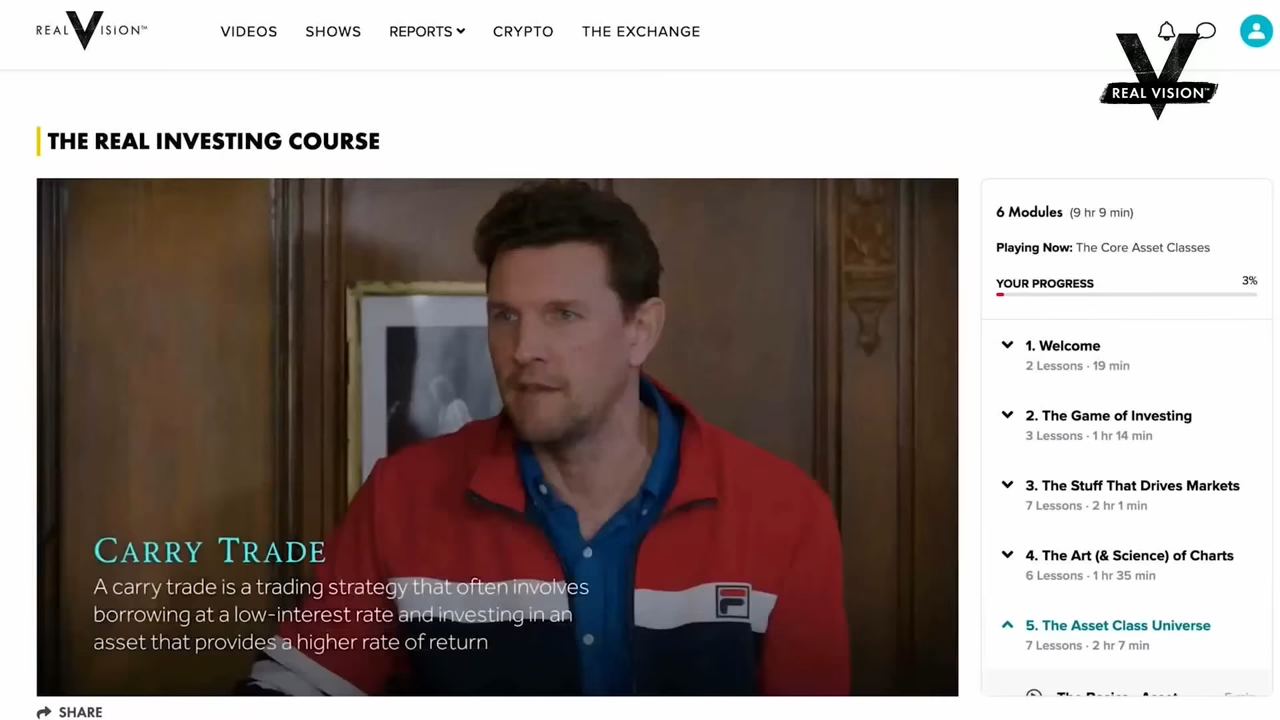 REAL VISION™
VIDEOS
SHOWS
REPORTS
CRYPTO
THE EXCHANGE
REAL VISION™
THE REAL INVESTING COURSE
CARRY TRADE
A carry trade is a trading strategy that often involves
borrowing at a low-interest rate and investing in an
asset that provides a higher rate of return
SHARE
6 Modules (9 hr 9 min)
Playing Now: The Core Asset Classes
YOUR PROGRESS 3%
1. Welcome
2 Lessons · 19 min
2. The Game of Investing
3 Lessons · 1 hr 14 min
3. The Stuff That Drives Markets
7 Lessons · 2 hr 1 min
4. The Art (& Science) of Charts
6 Lessons · 1 hr 35 min
5. The Asset Class Universe
7 Lessons · 2 hr 7 min